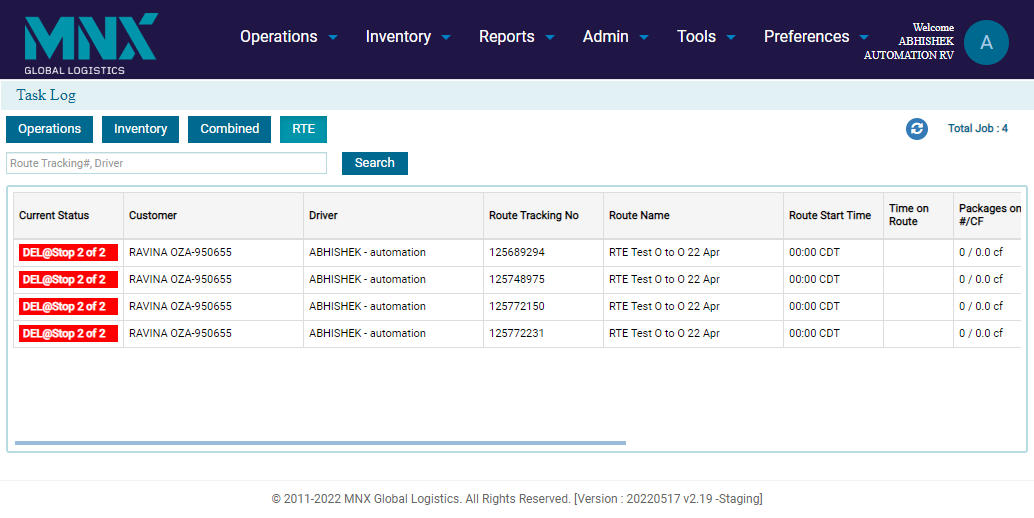 MNX
GLOBAL LOGISTICS
Operations Inventory Reports Admin Tools Preferences
Welcome
ABHISHEK
AUTOMATION RV
A
Task Log
Operations Inventory Combined RTE
Total Job : 4
Route Tracking#, Driver Search
Current Status Customer Driver Route Tracking No Route Name Route Start Time Time on Route Packages on #/CF
DEL@Stop 2 of 2 RAVINA OZA-950655 ABHISHEK - automation 125689294 RTE Test O to O 22 Apr 00:00 CDT 0 / 0.0 cf
DEL@Stop 2 of 2 RAVINA OZA-950655 ABHISHEK - automation 125748975 RTE Test O to O 22 Apr 00:00 CDT 0 / 0.0 cf
DEL@Stop 2 of 2 RAVINA OZA-950655 ABHISHEK - automation 125772150 RTE Test O to O 22 Apr 00:00 CDT 0 / 0.0 cf
DEL@Stop 2 of 2 RAVINA OZA-950655 ABHISHEK - automation 125772231 RTE Test O to O 22 Apr 00:00 CDT 0 / 0.0 cf
© 2011-2022 MNX Global Logistics. All Rights Reserved. [Version : 20220517 v2.19 -Staging]